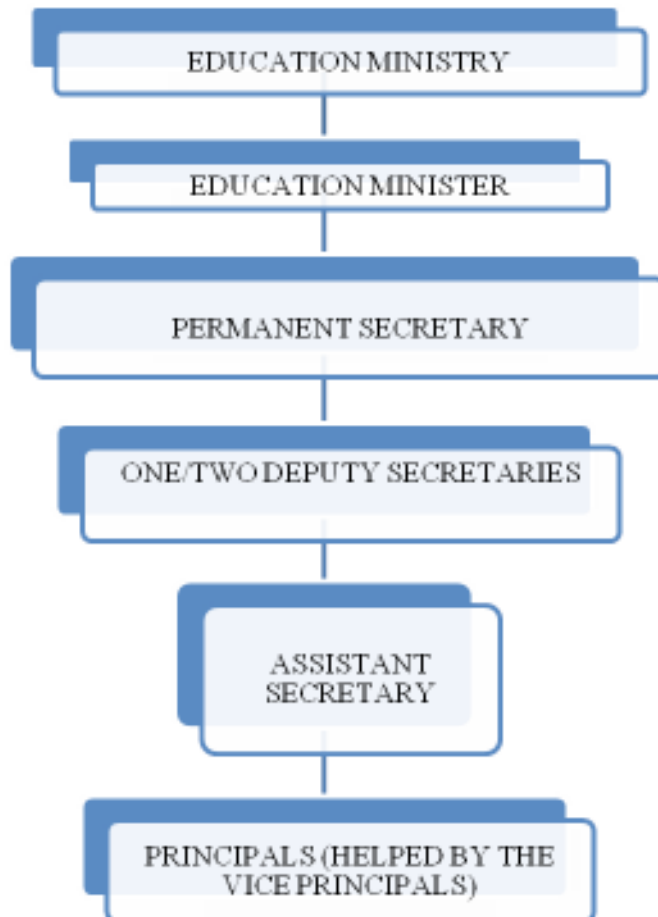 EDUCATION MINISTRY
EDUCATION MINISTER
PERMANENT SECRETARY
ONE/TWO DEPUTY SECRETARIES
ASSISTANT
SECRETARY
PRINCIPALS (HELPED BY THE
VICE PRINCIPALS)